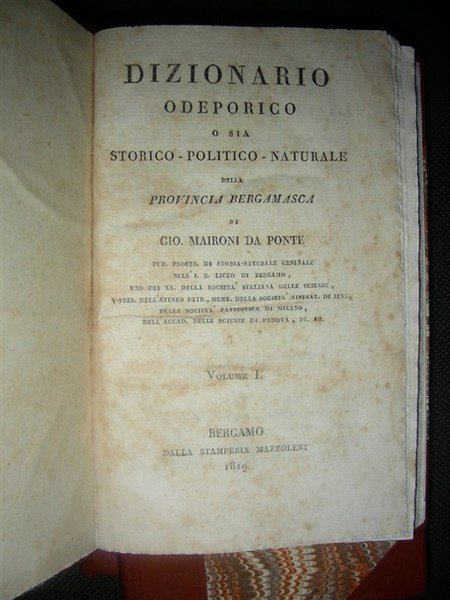 DIZIONARIO
ODEPORICO
O SIA
STORICO - POLITICO - NATURALE
DELLA
PROVINCIA BERGAMASCA
DI
GIO. MAIRONI DA PONTE
PUB. PROFES. DI STORIA-NATURALE GENERALE
NELL' I. R. LICEO DI BERGAMO,
UNO DEI XL. DELLA SOCIETA' ITALIANA DELLE SCIENZE,
V-PRES. DELL'ATENEO PATR., MEMB. DELLA SOCIETA' MINERAL. DI JENA,
DELLA SOCIETA' PATRIOTICA DI MILANO,
DELL'ACCAD. DELLE SCIENZE DI PADOVA, EC. EC.
VOLUME I.
BERGAMO
DALLA STAMPERIA MAZZOLENI
1819.